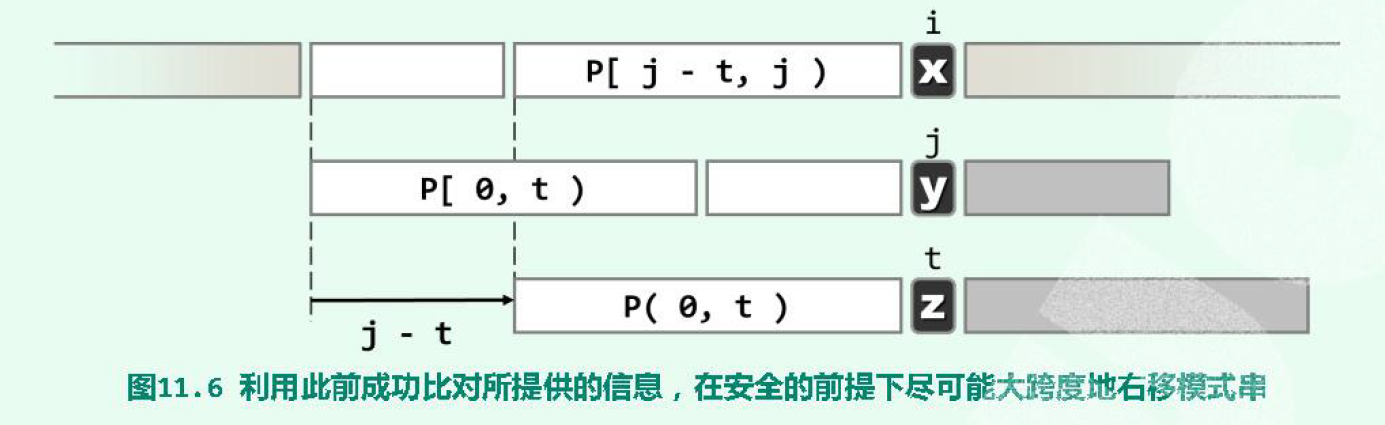 i
P[ j - t, j )
x
j
P[ 0, t )
y
t
P( 0, t )
z
j - t
图11.6 利用此前成功比对所提供的信息，在安全的前提下尽可能大跨度地右移模式串